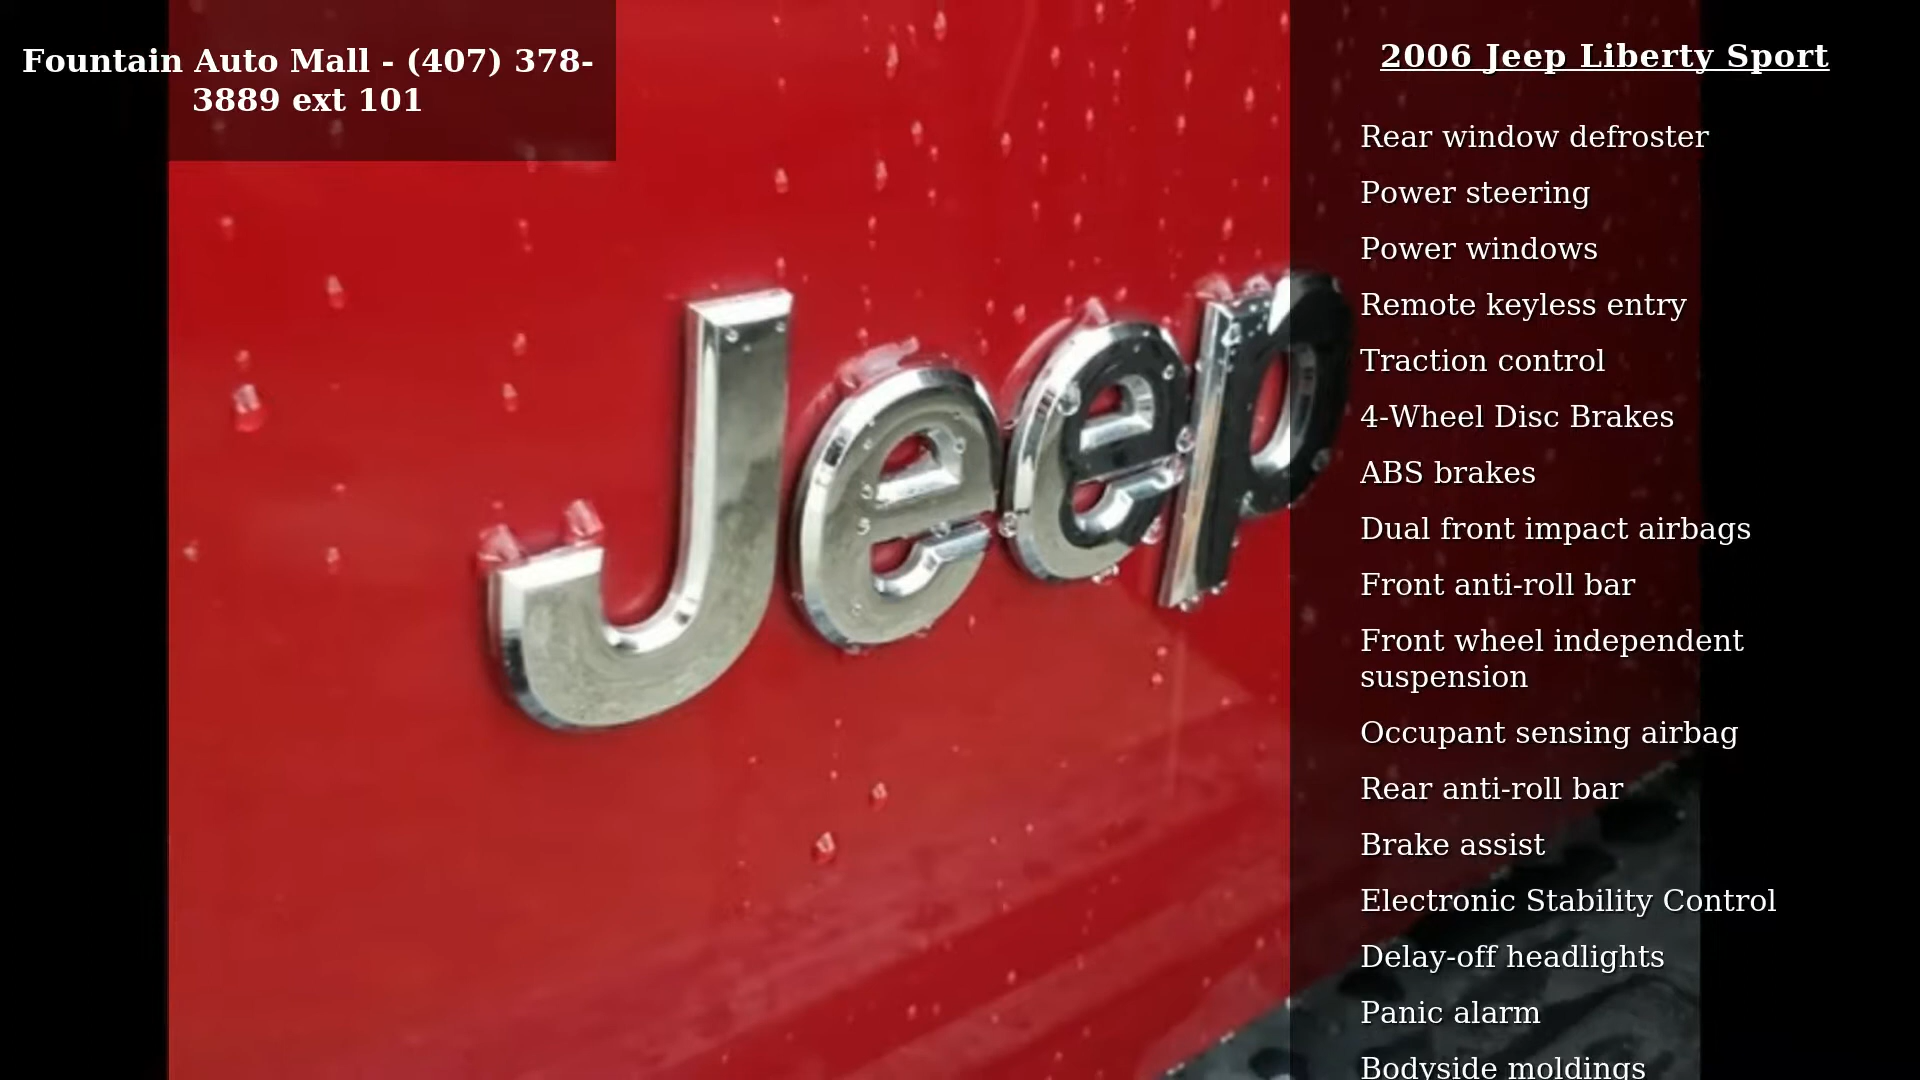 Fountain Auto Mall - (407) 378-
3889 ext 101
2006 Jeep Liberty Sport
Rear window defroster
Power steering
Power windows
Remote keyless entry
Traction control
4-Wheel Disc Brakes
ABS brakes
Dual front impact airbags
Front anti-roll bar
Front wheel independent
suspension
Occupant sensing airbag
Rear anti-roll bar
Brake assist
Electronic Stability Control
Delay-off headlights
Panic alarm
Bodyside moldings
Jeep